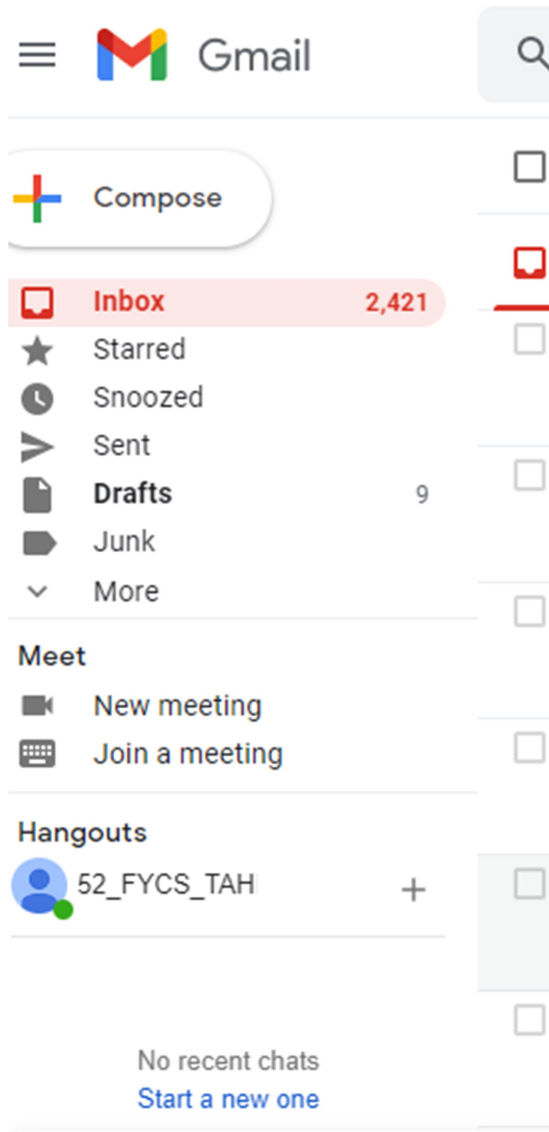 Gmail
Compose
Inbox 2,421
Starred
Snoozed
Sent
Drafts 9
Junk
More
Meet
New meeting
Join a meeting
Hangouts
52_FYCS_TAH
No recent chats
Start a new one